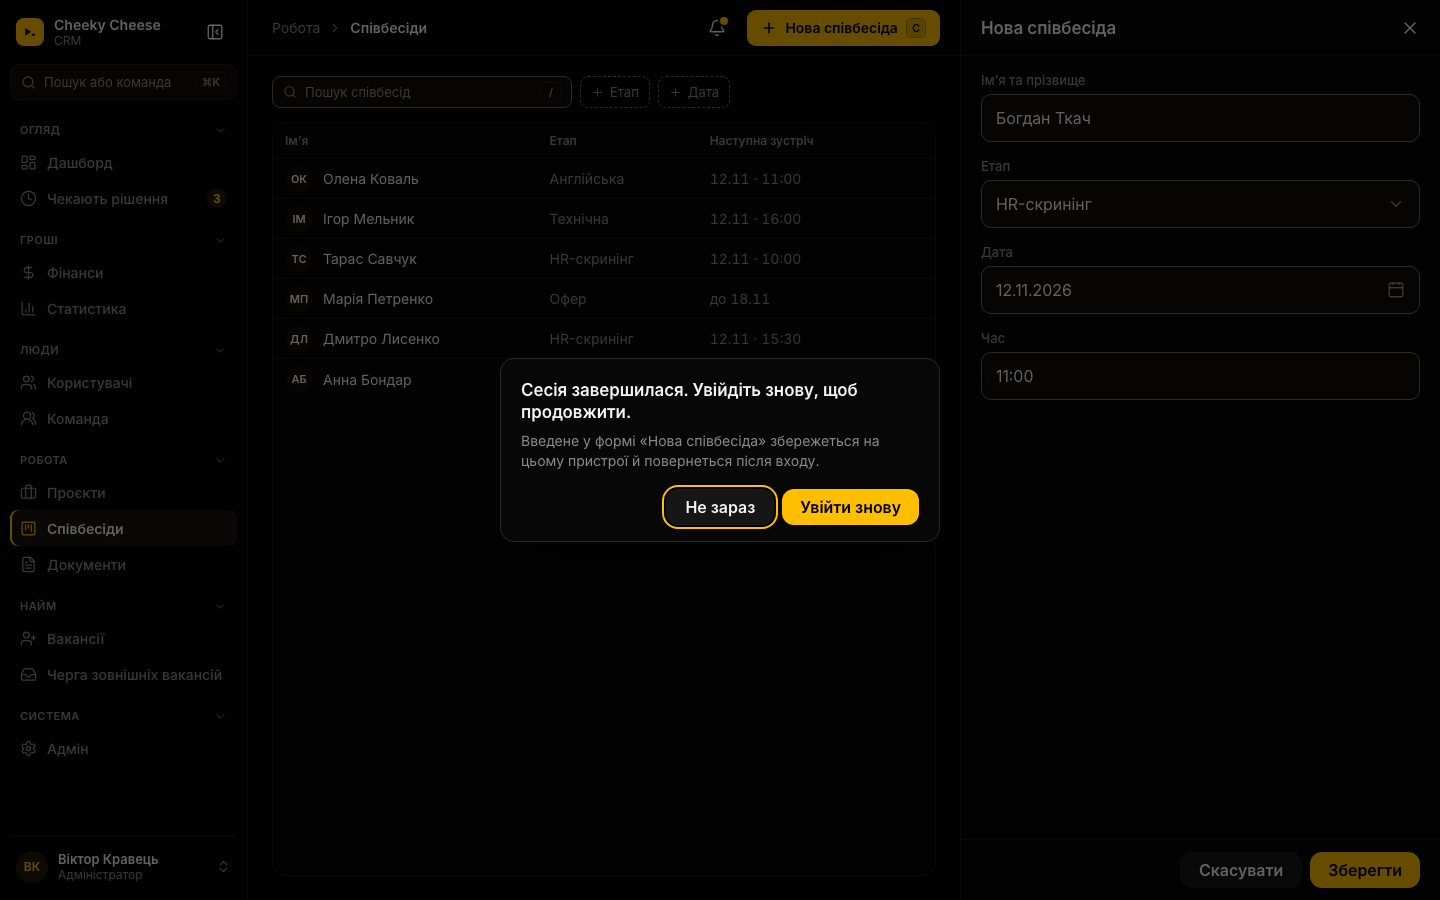 Cheeky Cheese
CRM
Пошук або команда
⌘K
ОГЛЯД
Дашборд
Чекають рішення
3
ГРОШІ
Фінанси
Статистика
ЛЮДИ
Користувачі
Команда
РОБОТА
Проєкти
Співбесіди
Документи
НАЙМ
Вакансії
Черга зовнішніх вакансій
СИСТЕМА
Адмін
ВК
Віктор Кравець
Адміністратор
Робота
Співбесіди
Нова співбесіда
C
Пошук співбесід
/
Етап
Дата
Ім'я Етап Наступна зустріч
ОК Олена Коваль Англійська 12.11 · 11:00
ІМ Ігор Мельник Технічна 12.11 · 16:00
ТС Тарас Савчук HR-скринінг 12.11 · 10:00
МП Марія Петренко Офер до 18.11
ДЛ Дмитро Лисенко HR-скринінг 12.11 · 15:30
АБ Анна Бондар
Сесія завершилася. Увійдіть знову, щоб
продовжити.
Введене у формі «Нова співбесіда» збережеться на
цьому пристрої й повернеться після входу.
Не зараз
Увійти знову
Нова співбесіда
Ім'я та прізвище
Богдан Ткач
Етап
HR-скринінг
Дата
12.11.2026
Час
11:00
Скасувати
Зберегти